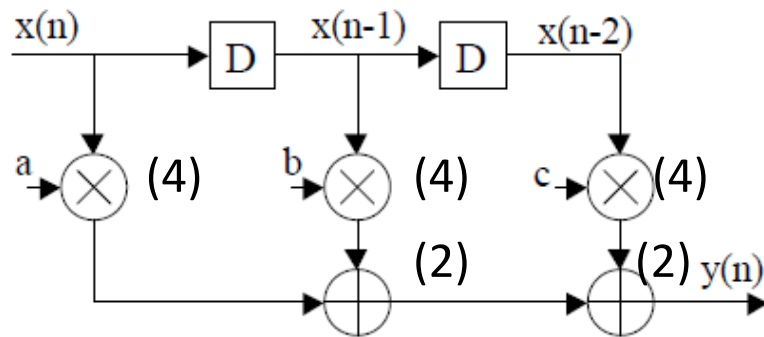 x(n) D x(n-1) D x(n-2)
a (4) b (4) c (4)
(2) (2) y(n)